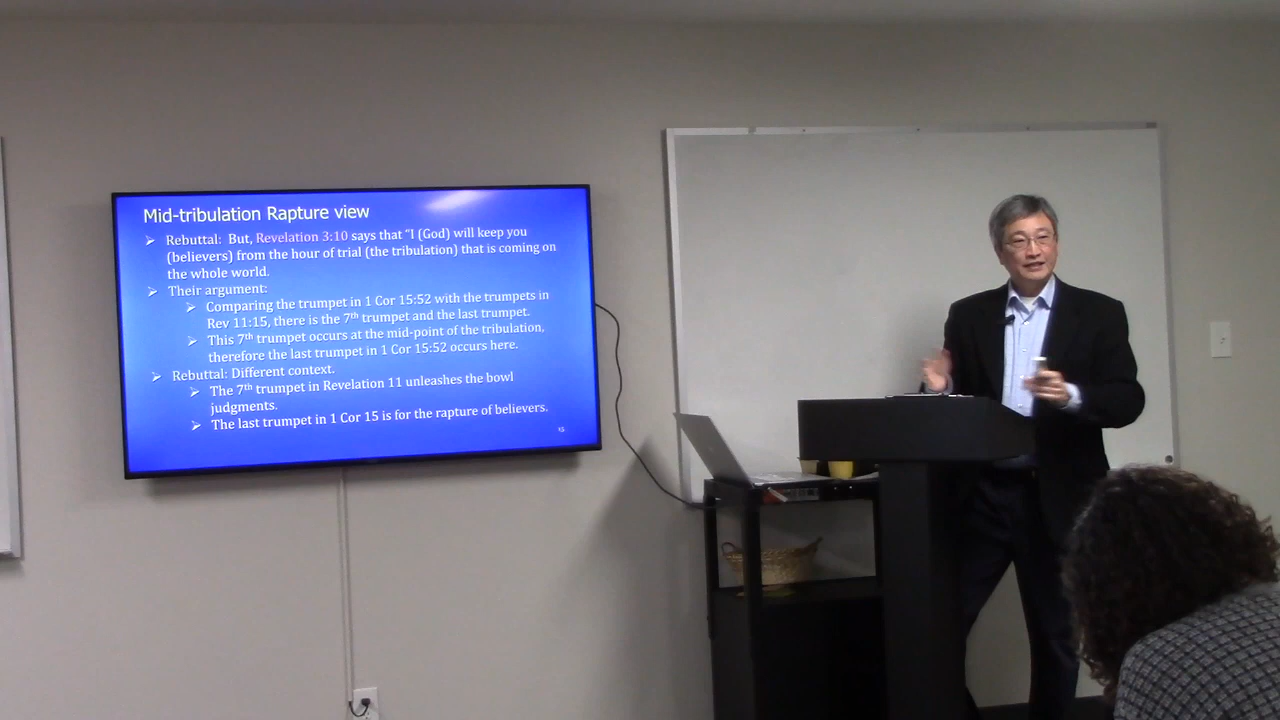 Mid-tribulation Rapture view
➢ Rebuttal: But, Revelation 3:10 says that "I (God) will keep you
(believers) from the hour of trial (the tribulation) that is coming on
the whole world.
➢ Their argument:
➢ Comparing the trumpet in 1 Cor 15:52 with the trumpets in
Rev 11:15, there is the 7th trumpet and the last trumpet.
➢ This 7th trumpet occurs at the mid-point of the tribulation,
therefore the last trumpet in 1 Cor 15:52 occurs here.
➢ Rebuttal: Different context.
➢ The 7th trumpet in Revelation 11 unleashes the bowl
judgments.
➢ The last trumpet in 1 Cor 15 is for the rapture of believers.
15